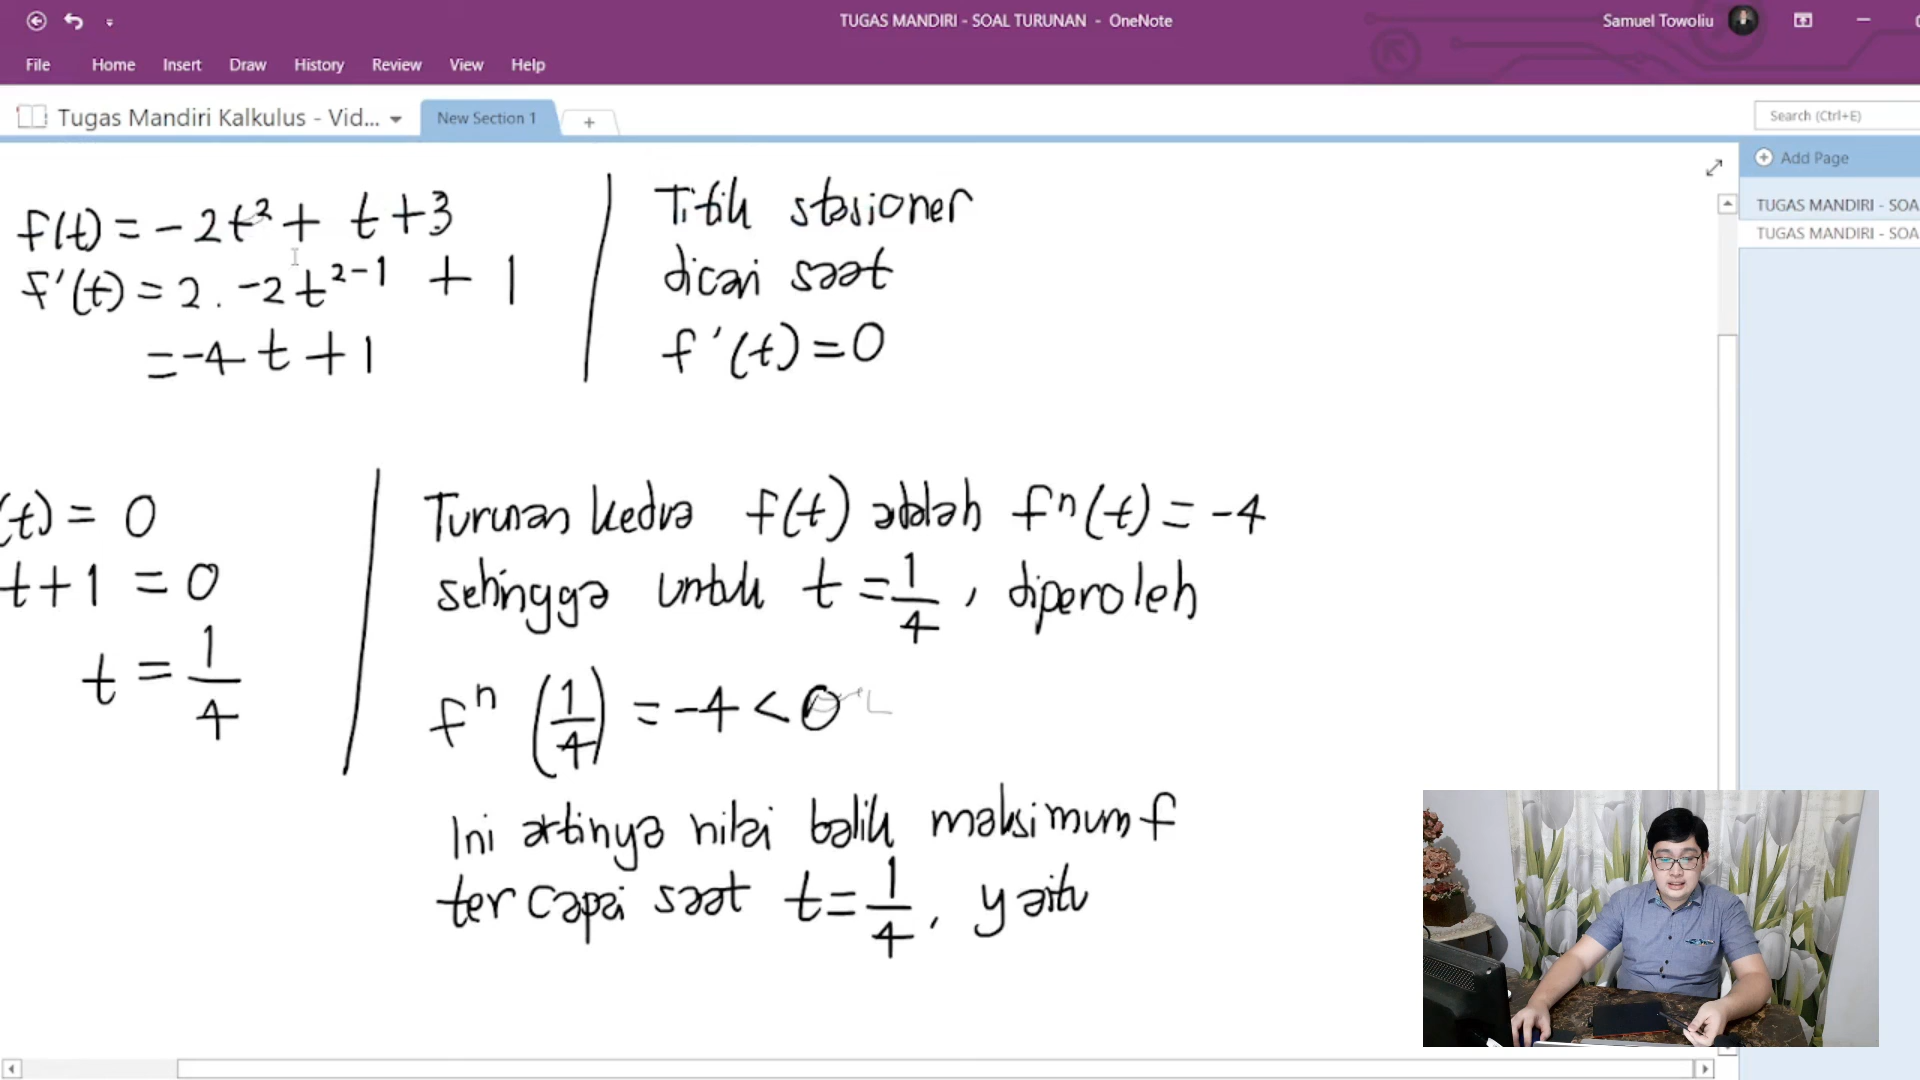 TUGAS MANDIRI - SOAL TURUNAN - OneNote
Samuel Towoliu
File Home Insert Draw History Review View Help
Tugas Mandiri Kalkulus - Vid...
New Section 1
+
Search (Ctrl+E)
Add Page
TUGAS MANDIRI - SOA
TUGAS MANDIRI - SOA
f(t) = -2t² + t+3
f'(t) = 2 . -2t²⁻¹ + 1
= -4t+1
Titik stasioner
dicari saat
f'(t)=0
(t) = 0
t+1 = 0
t = 1/4
Turunan kedua f(t) adalah fⁿ(t) = -4
sehingga untuk t = 1/4 , diperoleh
fⁿ (1/4) = -4 < 0
Ini artinya nilai balik maksimum f
tercapai saat t = 1/4, yaitu